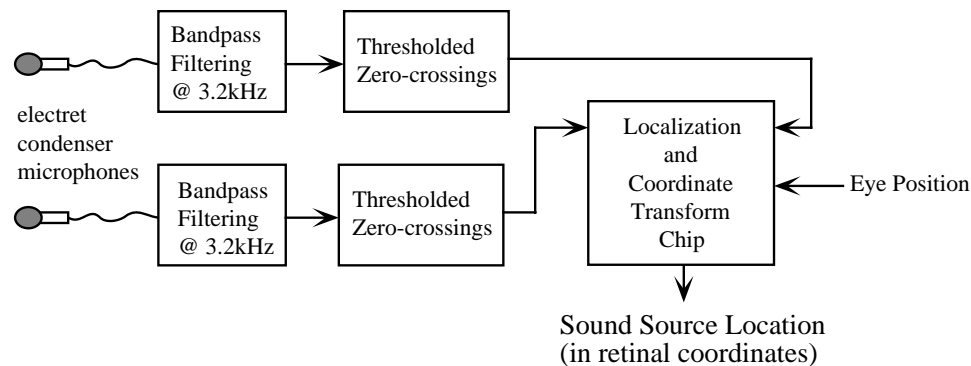 Bandpass
Filtering
@ 3.2kHz
Thresholded
Zero-crossings
electret
condenser
microphones
Bandpass
Filtering
@ 3.2kHz
Thresholded
Zero-crossings
Localization
and
Coordinate
Transform
Chip
Eye Position
Sound Source Location
(in retinal coordinates)